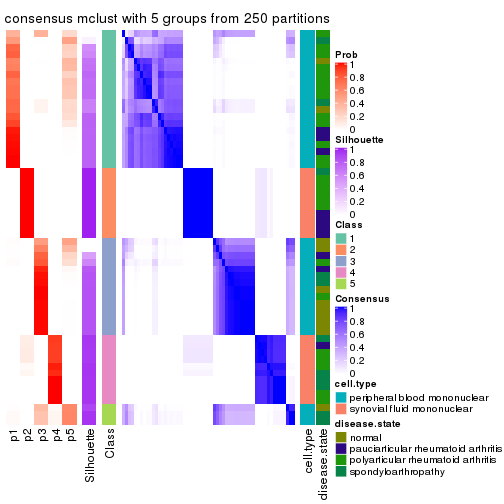 consensus mclust with 5 groups from 250 partitions
Prob
1
0.8
0.6
0.4
0.2
0
Silhouette
1
0.8
0.6
0.4
0.2
0
Class
1
2
3
4
5
Consensus
1
0.8
0.6
0.4
0.2
0
cell.type
peripheral blood mononuclear
synovial fluid mononuclear
disease.state
normal
pauciarticular rheumatoid arthritis
polyarticular rheumatoid arthritis
spondyloarthropathy
p1
p2
p3
p4
p5
Silhouette
Class
cell.type
disease.state